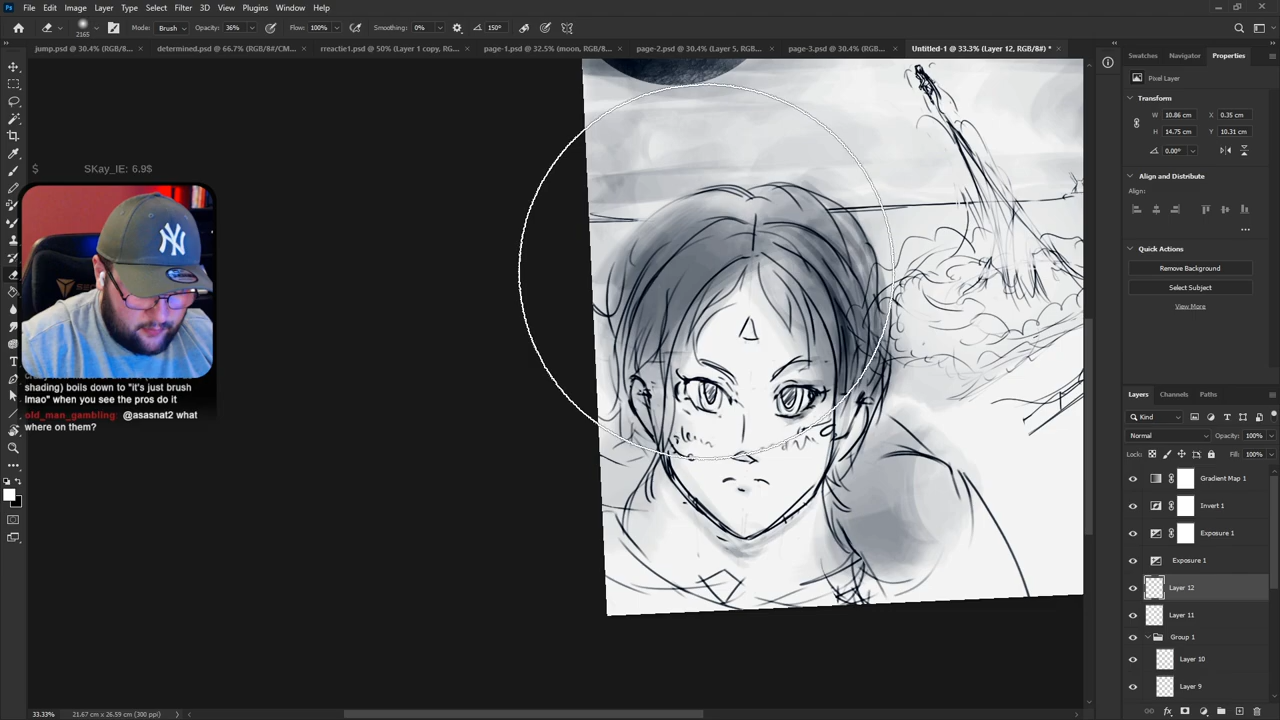 File Edit Image Layer Type Select Filter 3D View Plugins Window Help
2165 Mode: Brush Opacity: 36% Flow: 100% Smoothing: 0% 150°
jump.psd @ 30.4% (RGB/8... × determined.psd @ 66.7% (RGB/8#/CM... × rreactie1.psd @ 50% (Layer 1 copy, RG... × page-1.psd @ 32.5% (moon, RGB/8#... × page-2.psd @ 30.4% (Layer 5, RGB/8... × page-3.psd @ 30.4% (RGB/8#) × Untitled-1 @ 33.3% (Layer 12, RGB/8#) * ×
$ SKay_IE: 6.9$
shading) boils down to "it's just brush
lmao" when you see the pros do it
old_man_gambling: @asasnat2 what
where on them?
Swatches Navigator Properties
Pixel Layer
Transform
W 10.86 cm X 0.35 cm
H 14.75 cm Y 10.31 cm
0.00°
Align and Distribute
Align:
...
Quick Actions
Remove Background
Select Subject
View More
Layers Channels Paths
Kind
Normal Opacity: 100%
Lock: Fill: 100%
Gradient Map 1
Invert 1
Exposure 1
Exposure 1
Layer 12
Layer 11
Group 1
Layer 10
Layer 9
33.33% 21.67 cm x 26.59 cm (300 ppi)